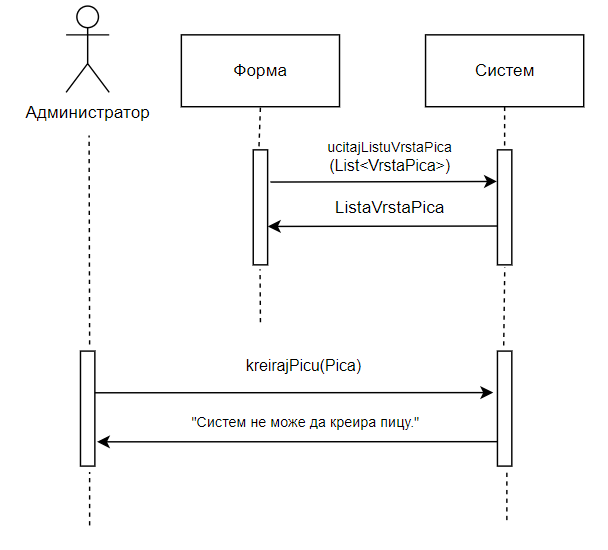 Администратор
Форма
Систем
ucitajListuVrstaPica
(List<VrstaPica>)
ListaVrstaPica
kreirajPicu(Pica)
"Систем не може да креира пицу."